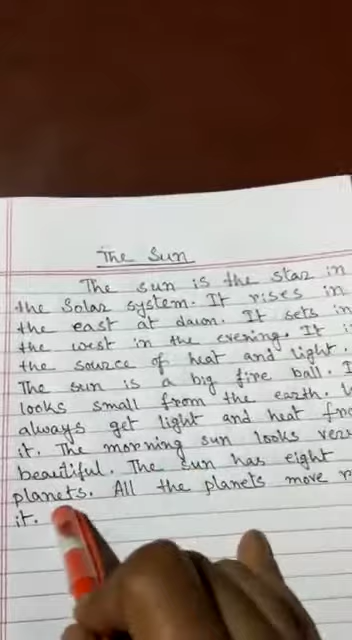 The Sun
The sun is the star in
the Solar system. It rises in
the east at dawn. It sets in
the west in the evening. It
the source of heat and light.
The sun is a big fire ball.
looks small from the earth.
always get light and heat from
it. The morning sun looks very
beautiful. The sun has eight
planets. All the planets move
it.